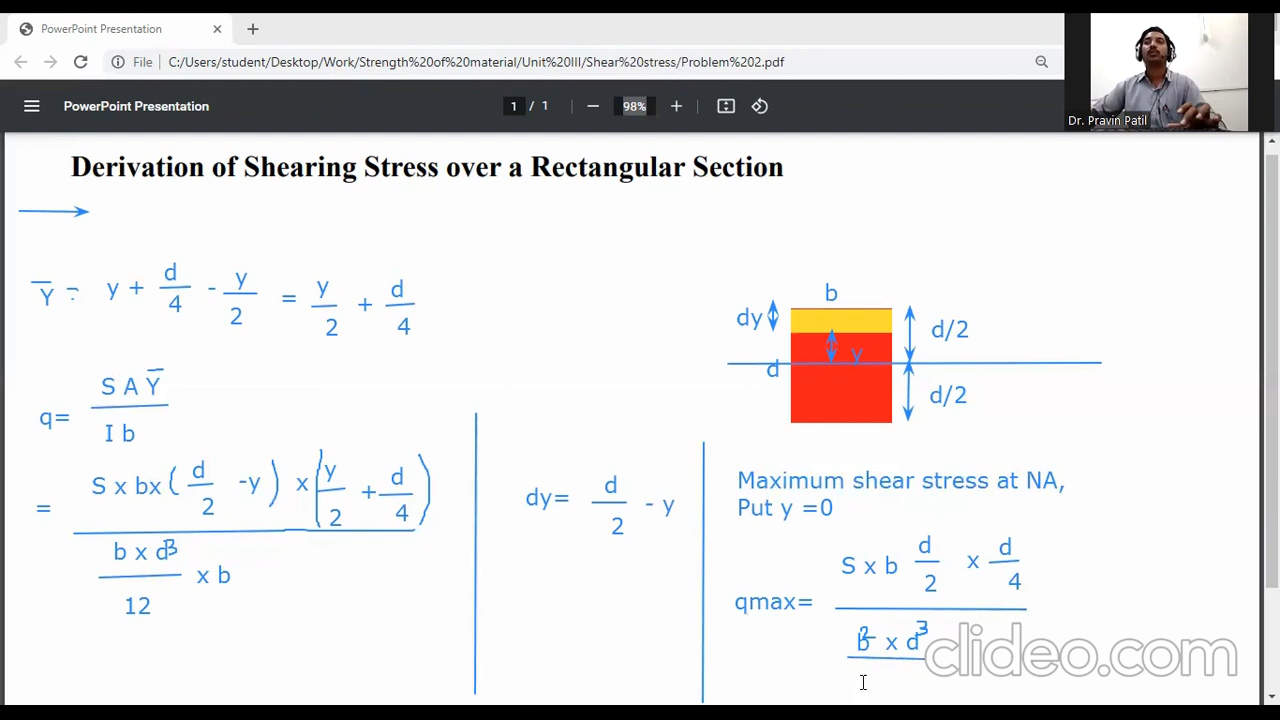 PowerPoint Presentation
File C:/Users/student/Desktop/Work/Strength%20Of%20material/Unit%20III/Shear%20stress/Problem%202.pdf
PowerPoint Presentation 1 / 1 98%
Dr. Pravin Patil
Derivation of Shearing Stress over a Rectangular Section
Y̅ = y + d/4 - y/2 = y/2 + d/4
q= S A Y̅ / I b
= S x bx( d/2 -y ) x ( y/2 + d/4 )
b x d³ / 12 x b
dy= d/2 - y
b
dy
d/2
y
d
d/2
Maximum shear stress at NA,
Put y =0
qmax= S x b d/2 x d/4
b² x d³
clideo.com